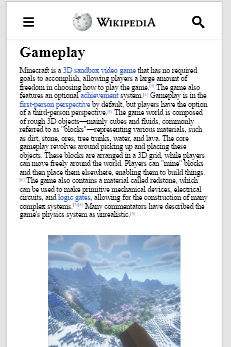 WIKIPEDIA
Gameplay
Minecraft is a 3D sandbox video game that has no required
goals to accomplish, allowing players a large amount of
freedom in choosing how to play the game. The game also
features an optional achievement system. Gameplay is in the
first-person perspective by default, but players have the option
of a third-person perspective. The game world is composed
of rough 3D objects—mainly cubes and fluids, commonly
referred to as "blocks"—representing various materials, such
as dirt, stone, ores, tree trunks, water, and lava. The core
gameplay revolves around picking up and placing these
objects. These blocks are arranged in a 3D grid, while players
can move freely around the world. Players can "mine" blocks
and then place them elsewhere, enabling them to build things.
The game also contains a material called redstone, which
can be used to make primitive mechanical devices, electrical
circuits, and logic gates, allowing for the construction of many
complex systems. Many commentators have described the
game's physics system as unrealistic.